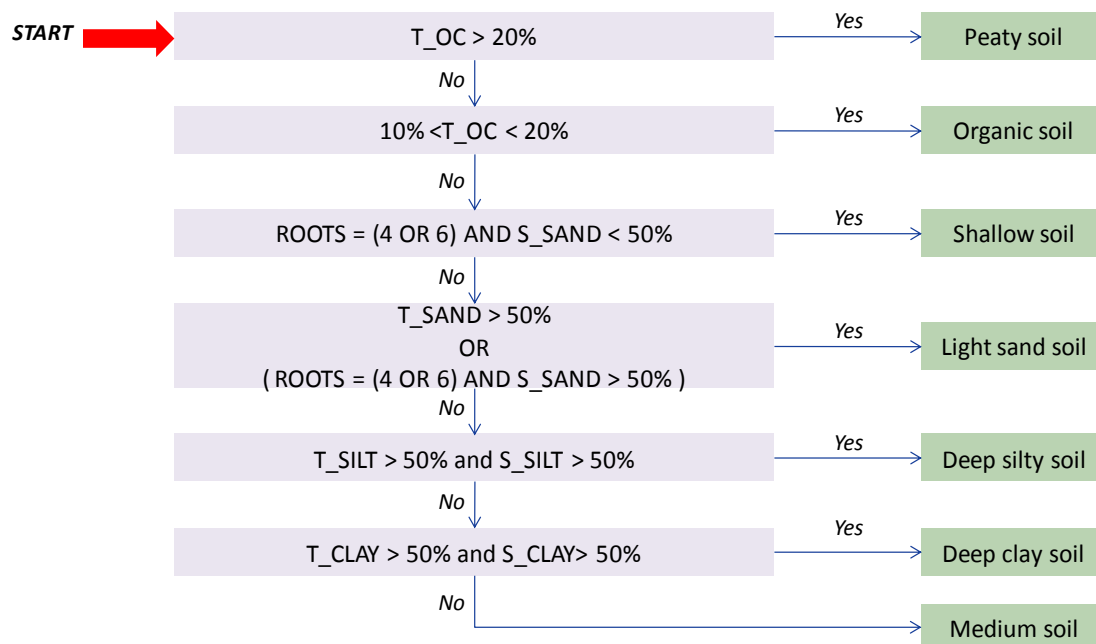 START
T_OC > 20%
Yes
Peaty soil
No
10% <T_OC < 20%
Yes
Organic soil
No
ROOTS = (4 OR 6) AND S_SAND < 50%
Yes
Shallow soil
No
T_SAND > 50%
OR
( ROOTS = (4 OR 6) AND S_SAND > 50% )
Yes
Light sand soil
No
T_SILT > 50% and S_SILT > 50%
Yes
Deep silty soil
No
T_CLAY > 50% and S_CLAY> 50%
Yes
Deep clay soil
No
Medium soil